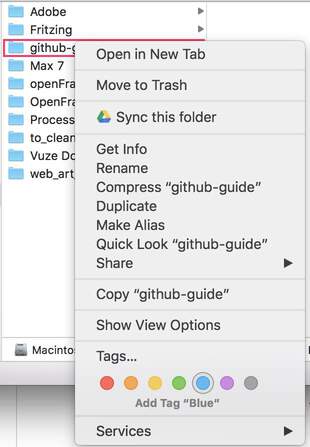 Adobe
Fritzing
github-g
Max 7
openFra
OpenFra
Process
to_clean
Vuze Do
web_art_
Macintos
Open in New Tab
Move to Trash
Sync this folder
Get Info
Rename
Compress “github-guide”
Duplicate
Make Alias
Quick Look “github-guide”
Share
Copy “github-guide”
Show View Options
Tags...
Add Tag “Blue”
Services